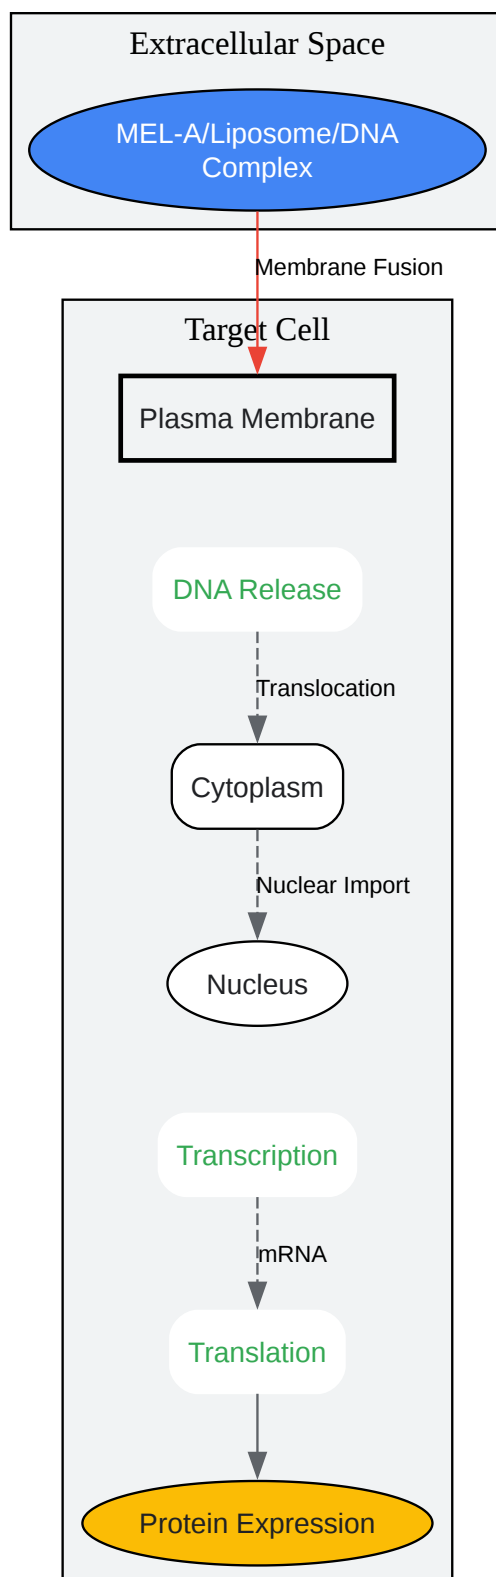 Extracellular Space
MEL-A/Liposome/DNA
Complex
Membrane Fusion
Target Cell
Plasma Membrane
DNA Release
Translocation
Cytoplasm
Nuclear Import
Nucleus
Transcription
mRNA
Translation
Protein Expression